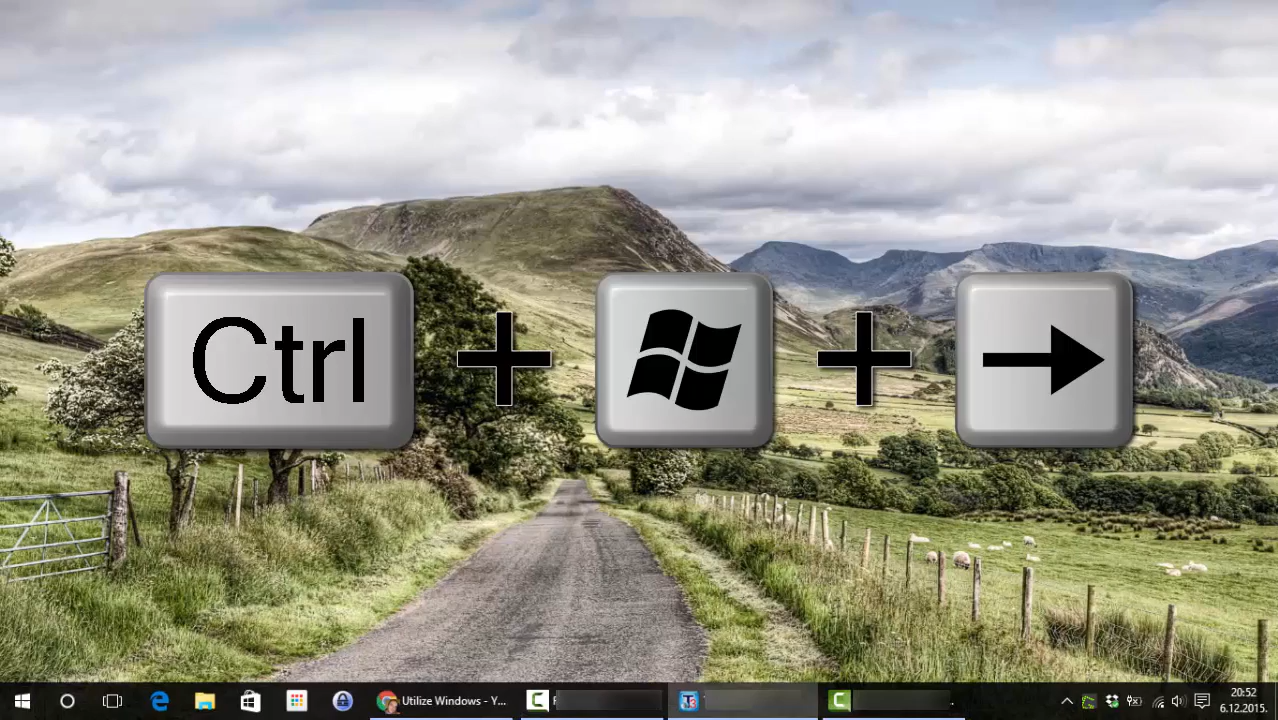 Ctrl + +
Utilize Windows - Y...
20:52
6.12.2015.